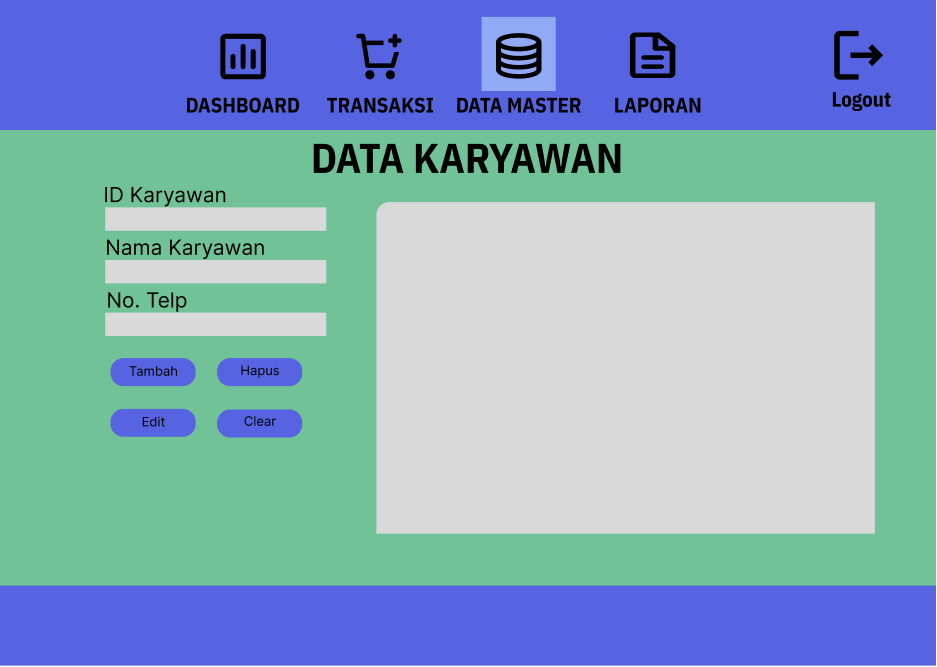 DASHBOARD
TRANSAKSI
DATA MASTER
LAPORAN
Logout
DATA KARYAWAN
ID Karyawan
Nama Karyawan
No. Telp
Tambah
Hapus
Edit
Clear